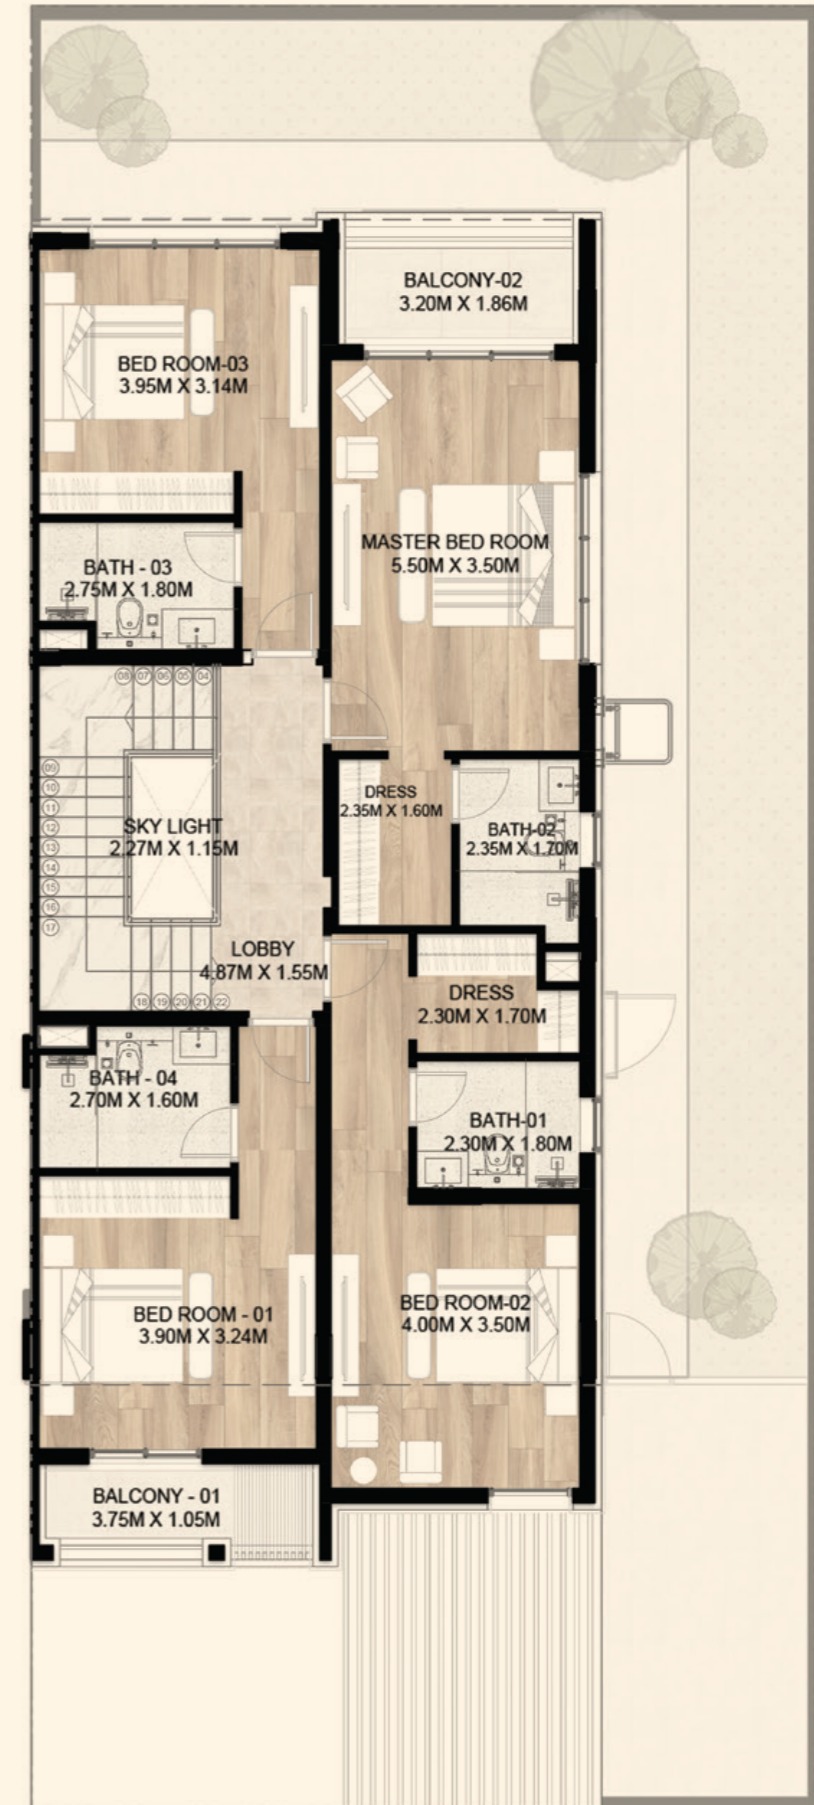 BALCONY-02
3.20M X 1.86M
BED ROOM-03
3.95M X 3.14M
MASTER BED ROOM
5.50M X 3.50M
BATH - 03
2.75M X 1.80M
08 07 06 05 04
09
10
11
12
13
14
15
16
17
DRESS
2.35M X 1.60M
SKY LIGHT
2.27M X 1.15M
BATH-02
2.35M X 1.70M
LOBBY
4.87M X 1.55M
18 19 20 21 22
DRESS
2.30M X 1.70M
BATH - 04
2.70M X 1.60M
BATH-01
2.30M X 1.80M
BED ROOM - 01
3.90M X 3.24M
BED ROOM-02
4.00M X 3.50M
BALCONY - 01
3.75M X 1.05M